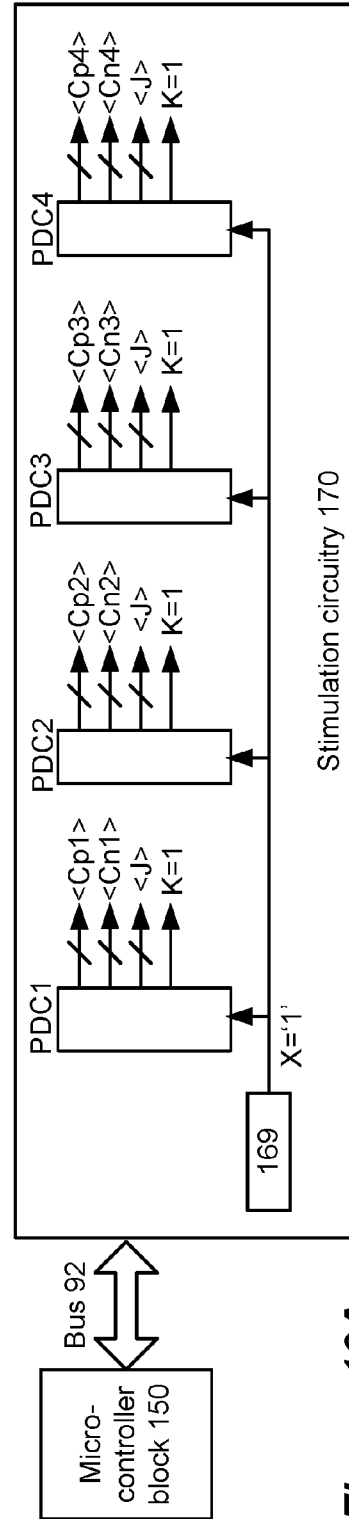 Micro-
controller
block 150
Bus 92
169
X=‘1’
PDC1
<Cp1>
<Cn1>
<J>
K=1
PDC2
<Cp2>
<Cn2>
<J>
K=1
PDC3
<Cp3>
<Cn3>
<J>
K=1
PDC4
<Cp4>
<Cn4>
<J>
K=1
Stimulation circuitry 170